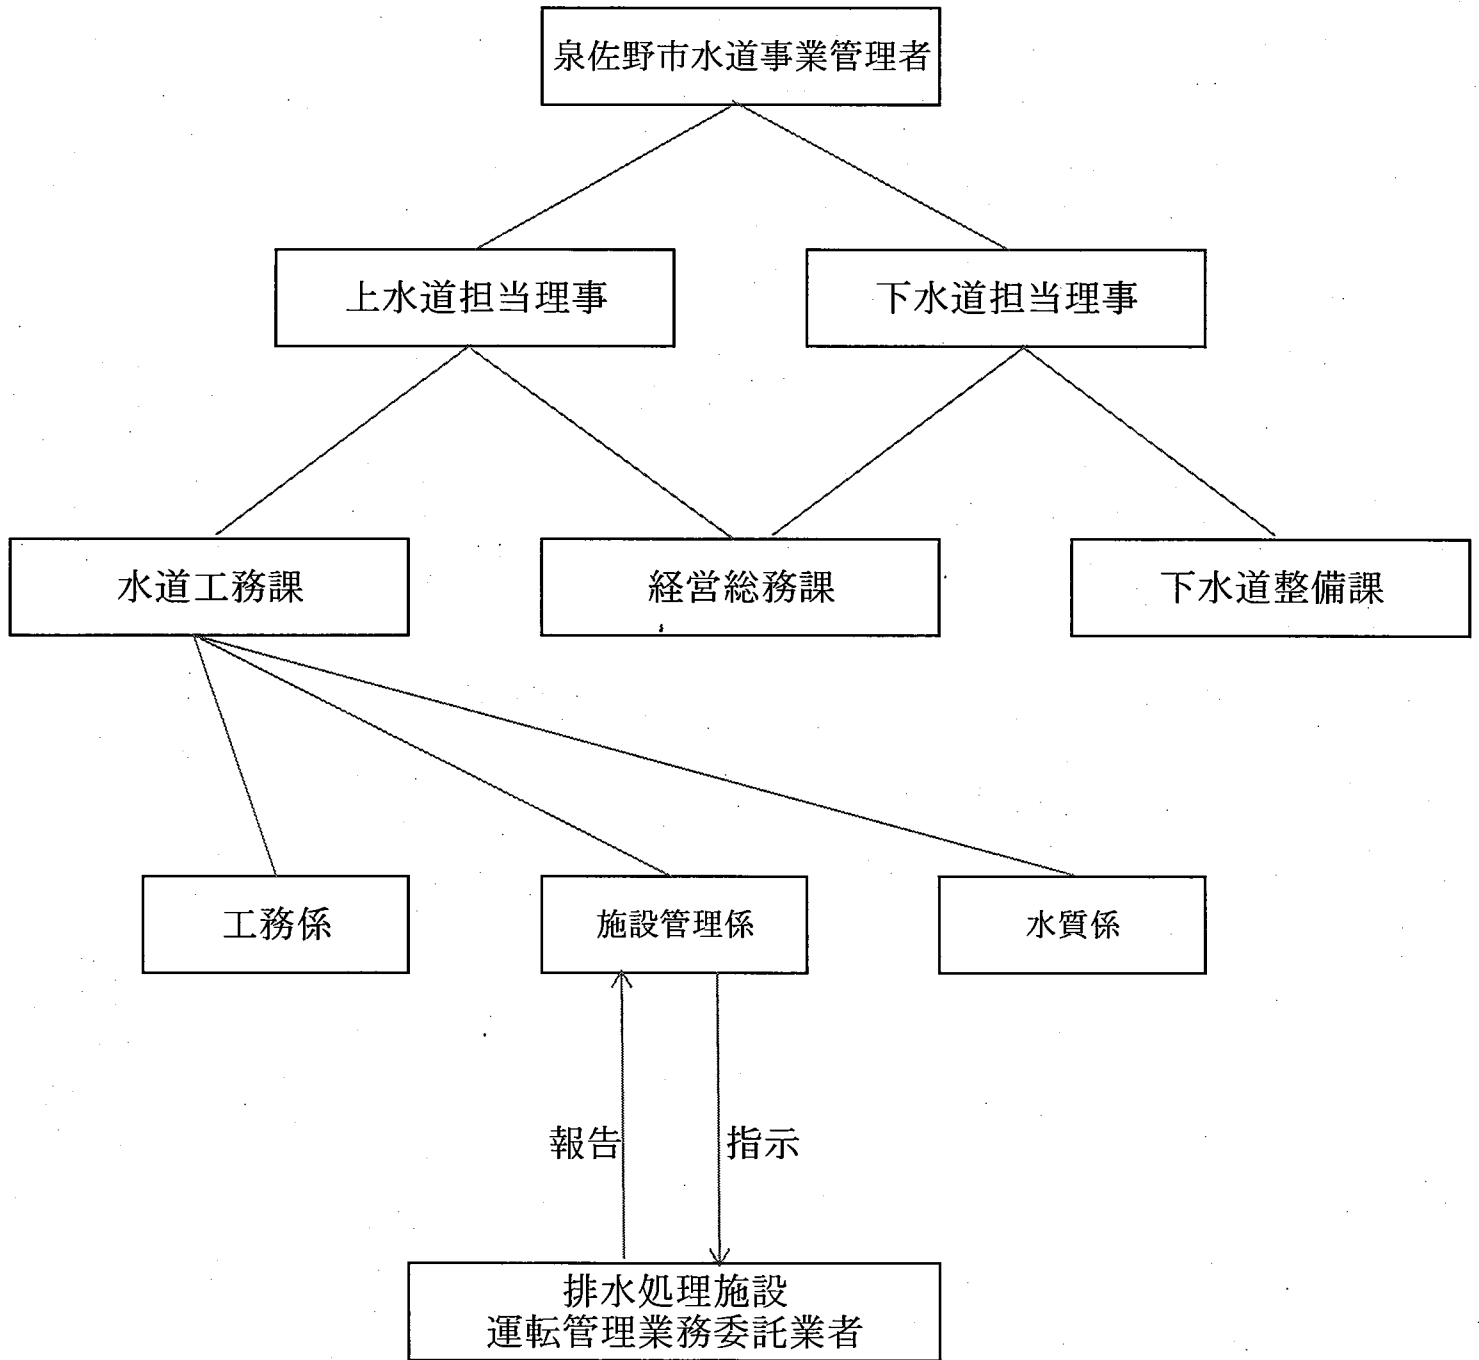 泉佐野市水道事業管理者
上水道担当理事
下水道担当理事
水道工務課
経営総務課
下水道整備課
工務係
施設管理係
水質係
報告
指示
排水処理施設
運転管理業務委託業者